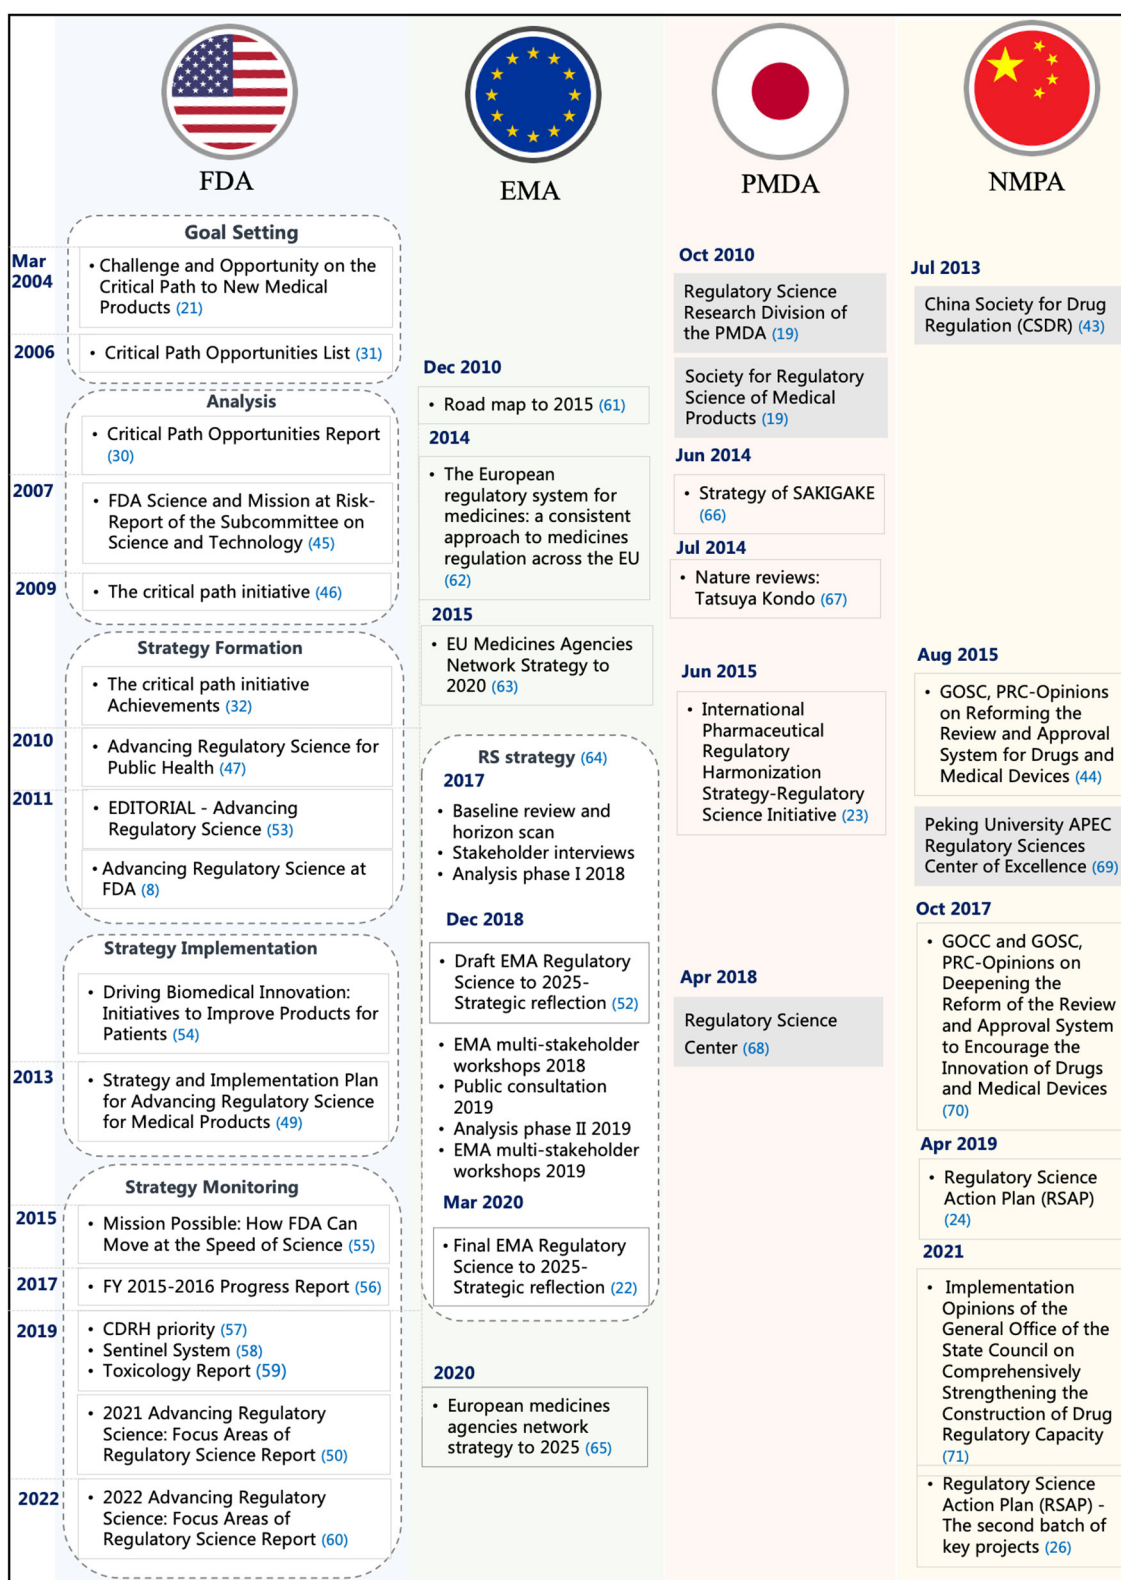 FDA
Goal Setting
Mar
2004
• Challenge and Opportunity on the
Critical Path to New Medical
Products (21)
2006
• Critical Path Opportunities List (31)
Analysis
• Critical Path Opportunities Report
(30)
2007
• FDA Science and Mission at Risk-
Report of the Subcommittee on
Science and Technology (45)
2009
• The critical path initiative (46)
Strategy Formation
• The critical path initiative
Achievements (32)
2010
• Advancing Regulatory Science for
Public Health (47)
2011
• EDITORIAL - Advancing
Regulatory Science (53)
• Advancing Regulatory Science at
FDA (8)
Strategy Implementation
• Driving Biomedical Innovation:
Initiatives to Improve Products for
Patients (54)
2013
• Strategy and Implementation Plan
for Advancing Regulatory Science
for Medical Products (49)
Strategy Monitoring
2015
• Mission Possible: How FDA Can
Move at the Speed of Science (55)
2017
• FY 2015-2016 Progress Report (56)
2019
• CDRH priority (57)
• Sentinel System (58)
• Toxicology Report (59)
• 2021 Advancing Regulatory
Science: Focus Areas of
Regulatory Science Report (50)
2022
• 2022 Advancing Regulatory
Science: Focus Areas of
Regulatory Science Report (60)
EMA
Dec 2010
• Road map to 2015 (61)
2014
• The European
regulatory system for
medicines: a consistent
approach to medicines
regulation across the EU
(62)
2015
• EU Medicines Agencies
Network Strategy to
2020 (63)
RS strategy (64)
2017
• Baseline review and
horizon scan
• Stakeholder interviews
• Analysis phase I 2018
Dec 2018
• Draft EMA Regulatory
Science to 2025-
Strategic reflection (52)
• EMA multi-stakeholder
workshops 2018
• Public consultation
2019
• Analysis phase II 2019
• EMA multi-stakeholder
workshops 2019
Mar 2020
• Final EMA Regulatory
Science to 2025-
Strategic reflection (22)
2020
• European medicines
agencies network
strategy to 2025 (65)
PMDA
Oct 2010
Regulatory Science
Research Division of
the PMDA (19)
Society for Regulatory
Science of Medical
Products (19)
Jun 2014
• Strategy of SAKIGAKE
(66)
Jul 2014
• Nature reviews:
Tatsuya Kondo (67)
Jun 2015
• International
Pharmaceutical
Regulatory
Harmonization
Strategy-Regulatory
Science Initiative (23)
Apr 2018
Regulatory Science
Center (68)
NMPA
Jul 2013
China Society for Drug
Regulation (CSDR) (43)
Aug 2015
• GOSC, PRC-Opinions
on Reforming the
Review and Approval
System for Drugs and
Medical Devices (44)
Peking University APEC
Regulatory Sciences
Center of Excellence (69)
Oct 2017
• GOCC and GOSC,
PRC-Opinions on
Deepening the
Reform of the Review
and Approval System
to Encourage the
Innovation of Drugs
and Medical Devices
(70)
Apr 2019
• Regulatory Science
Action Plan (RSAP)
(24)
2021
• Implementation
Opinions of the
General Office of the
State Council on
Comprehensively
Strengthening the
Construction of Drug
Regulatory Capacity
(71)
• Regulatory Science
Action Plan (RSAP) -
The second batch of
key projects (26)